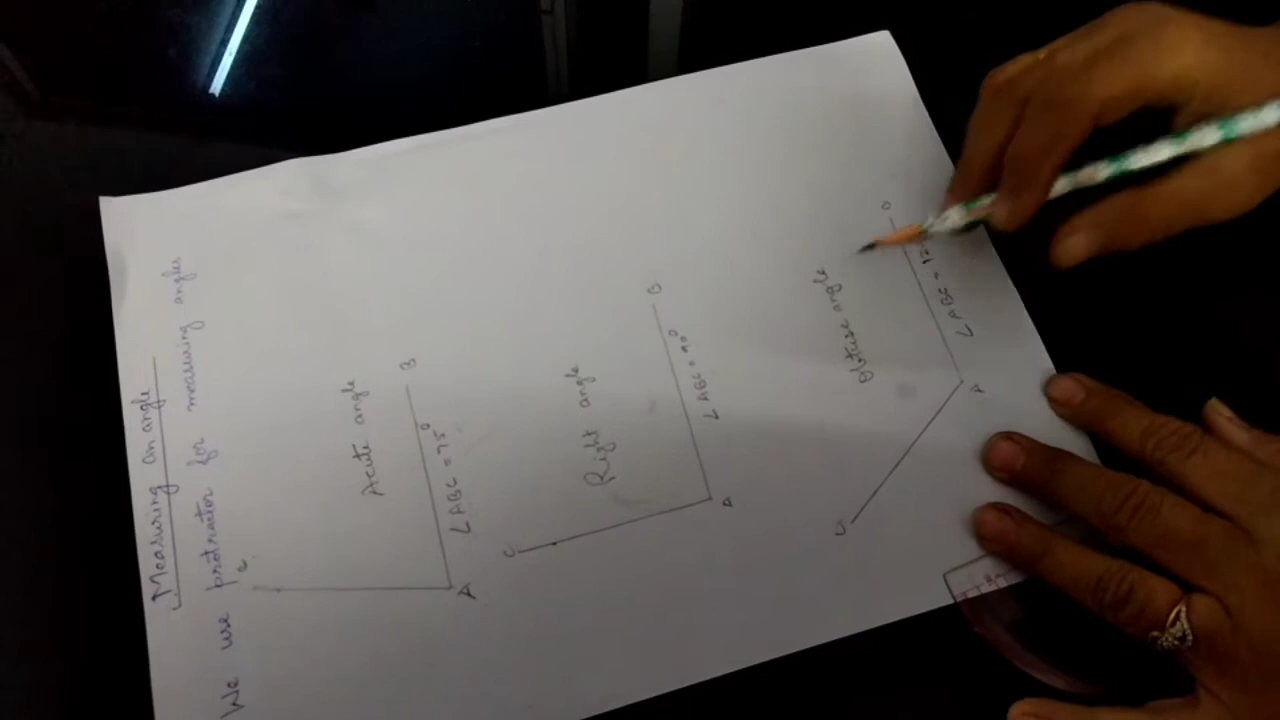 Measuring an angle
We use protractor for measuring angles
C
Acute angle
B
∠ABC = 75°
A
C
Right angle
B
∠ABC = 90°
A
Obtuse angle
B
A
C